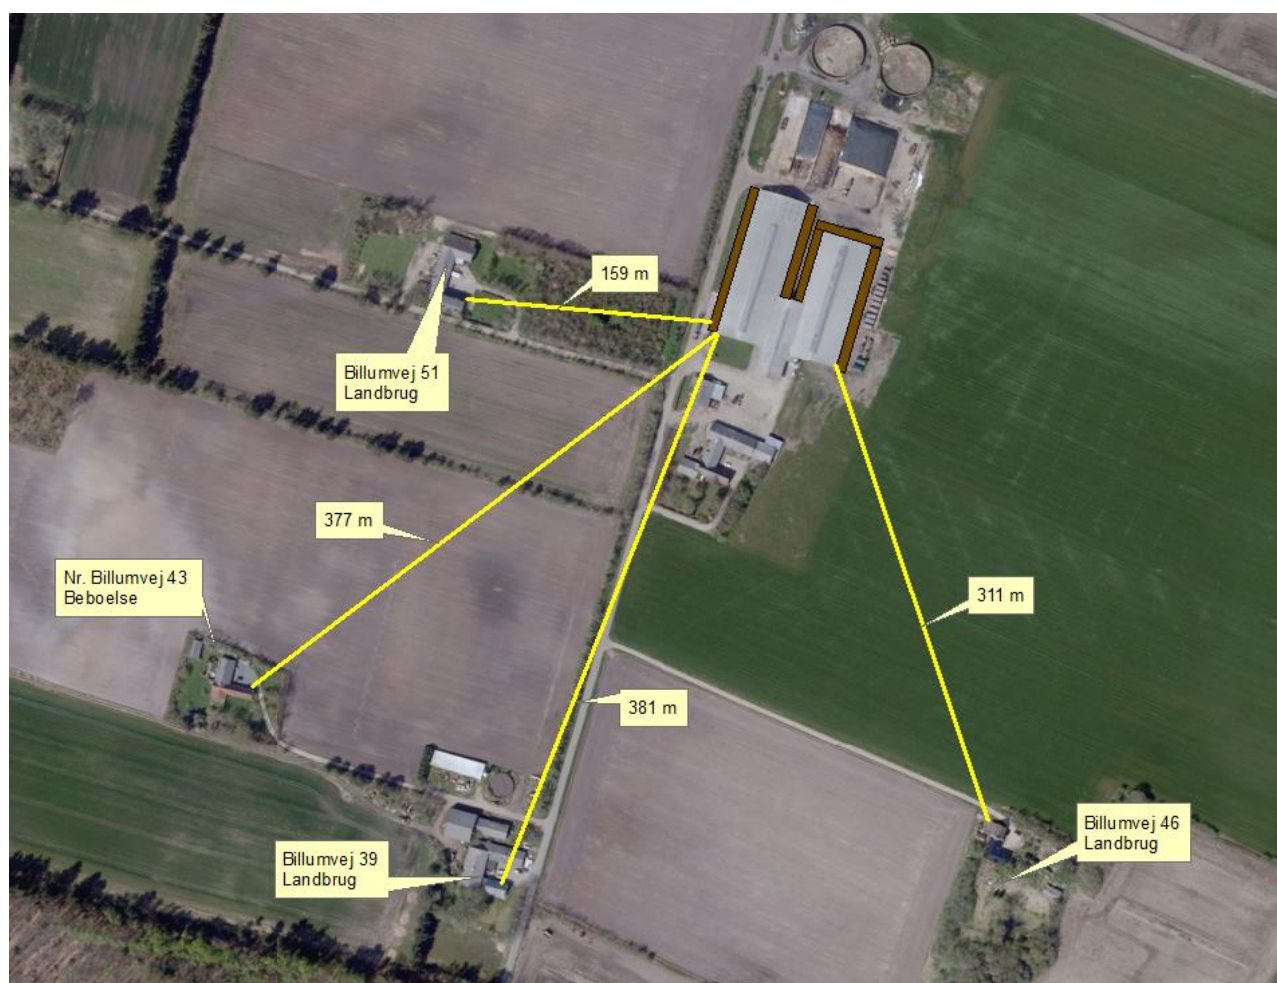 159 m
Billumvej 51
Landbrug
377 m
Nr. Billumvej 43
Beboelse
311 m
381 m
Billumvej 46
Landbrug
Billumvej 39
Landbrug